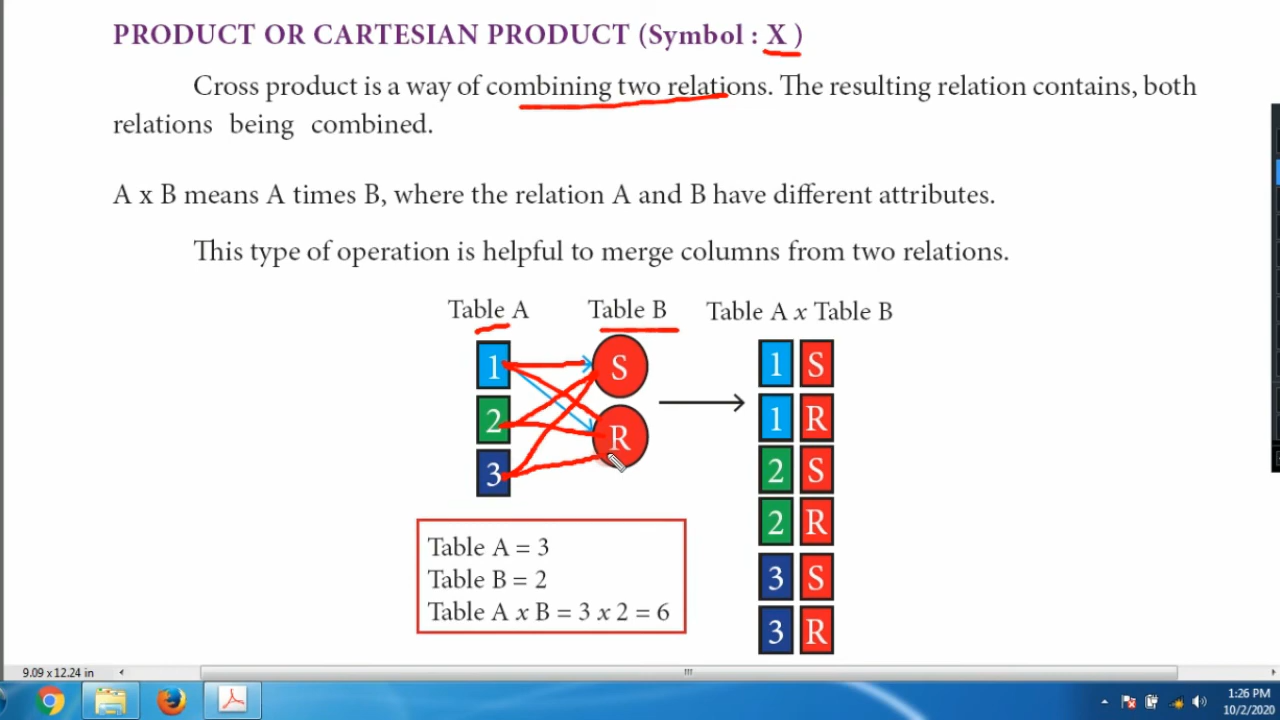 PRODUCT OR CARTESIAN PRODUCT (Symbol : X )
Cross product is a way of combining two relations. The resulting relation contains, both
relations being combined.
A x B means A times B, where the relation A and B have different attributes.
This type of operation is helpful to merge columns from two relations.
Table A Table B Table A x Table B
1 S 1 S
2 R 1 R
3 2 S
2 R
3 S
3 R
Table A = 3
Table B = 2
Table A x B = 3 x 2 = 6
9.09 x 12.24 in
1:26 PM
10/2/2020